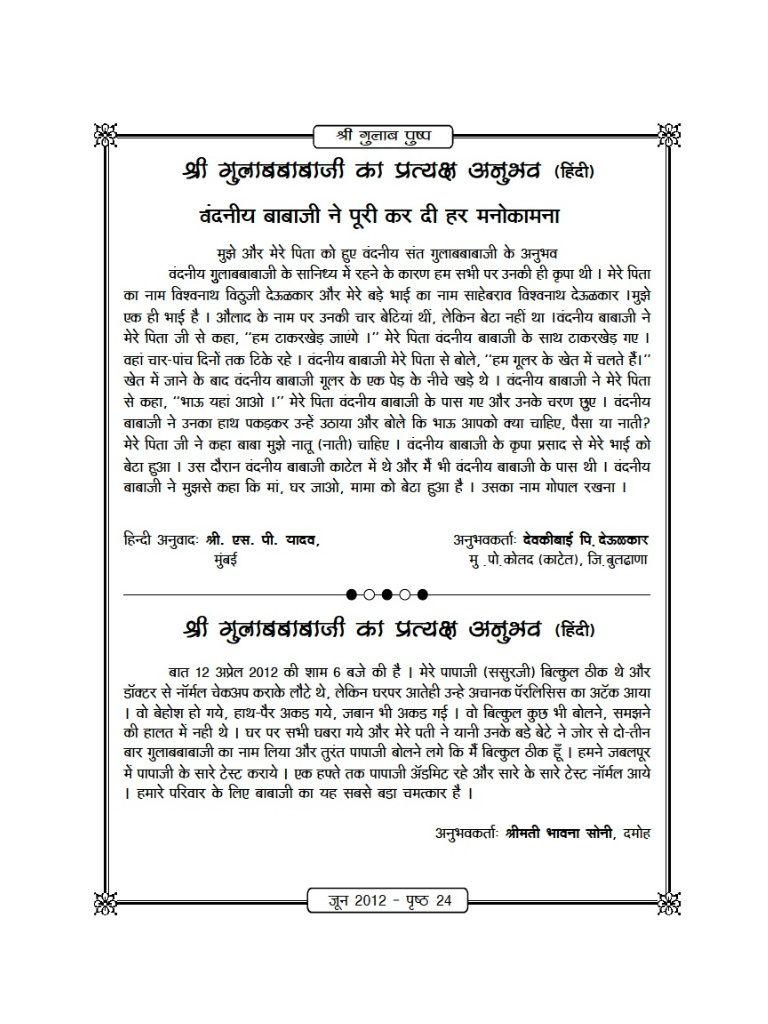 श्री गुलाब पुष्प
श्री गुलाबबाबाजी का प्रत्यक्ष अनुभव (हिंदी)
वंदनीय बाबाजी ने पूरी कर दी हर मनोकामना
मुझे और मेरे पिता को हुए वंदनीय संत गुलाबबाबाजी के अनुभव
वंदनीय गुलाबबाबाजी के सानिध्य में रहने के कारण हम सभी पर उनकी ही कृपा थी । मेरे पिता
का नाम विश्वनाथ विठुजी देऊळकार और मेरे बड़े भाई का नाम साहेबराव विश्वनाथ देऊळकार ।मुझे
एक ही भाई है । औलाद के नाम पर उनकी चार बेटियां थीं, लेकिन बेटा नहीं था ।वंदनीय बाबाजी ने
मेरे पिता जी से कहा, ‘‘हम टाकरखेड़ जाएंगे ।’’ मेरे पिता वंदनीय बाबाजी के साथ टाकरखेड़ गए ।
वहां चार-पांच दिनों तक टिके रहे । वंदनीय बाबाजी मेरे पिता से बोले, ‘‘हम गूलर के खेत में चलते हैं।’’
खेत में जाने के बाद वंदनीय बाबाजी गूलर के एक पेड़ के नीचे खड़े थे । वंदनीय बाबाजी ने मेरे पिता
से कहा, ‘‘भाऊ यहां आओ ।’’ मेरे पिता वंदनीय बाबाजी के पास गए और उनके चरण छुए । वंदनीय
बाबाजी ने उनका हाथ पकड़कर उन्हें उठाया और बोले कि भाऊ आपको क्या चाहिए, पैसा या नाती?
मेरे पिता जी ने कहा बाबा मुझे नातू (नाती) चाहिए । वंदनीय बाबाजी के कृपा प्रसाद से मेरे भाई को
बेटा हुआ । उस दौरान वंदनीय बाबाजी काटेल में थे और मैं भी वंदनीय बाबाजी के पास थी । वंदनीय
बाबाजी ने मुझसे कहा कि मां, घर जाओ, मामा को बेटा हुआ है । उसका नाम गोपाल रखना ।
हिन्दी अनुवादः श्री. एस. पी. यादव, अनुभवकर्ताः देवकीबाई पि.देऊळकार
मुंबई मु .पो.कोलद (काटेल), जि.बुलढाणा
श्री गुलाबबाबाजी का प्रत्यक्ष अनुभव (हिंदी)
बात 12 अप्रेल 2012 की शाम 6 बजे की है । मेरे पापाजी (ससुरजी) बिल्कुल ठीक थे और
डॉक्टर से नॉर्मल चेकअप कराके लौटे थे, लेकिन घरपर आतेही उन्हे अचानक पॅरलिसिस का अटॅक आया
। वो बेहोश हो गये, हाथ-पैर अकड गये, जबान भी अकड गई । वो बिल्कुल कुछ भी बोलने, समझने
की हालत में नही थे । घर पर सभी घबरा गये और मेरे पती ने यानी उनके बडे बेटे ने जोर से दो-तीन
बार गुलाबबाबाजी का नाम लिया और तुरंत पापाजी बोलने लगे कि मैं बिल्कुल ठीक हूँ । हमने जबलपूर
में पापाजी के सारे टेस्ट कराये । एक हफ्ते तक पापाजी अ‍ॅडमिट रहे और सारे के सारे टेस्ट नॉर्मल आये
। हमारे परिवार के लिए बाबाजी का यह सबसे बडा चमत्कार है ।
अनुभवकर्ताः श्रीमती भावना सोनी, दमोह
जून 2012 - पृष्ठ 24